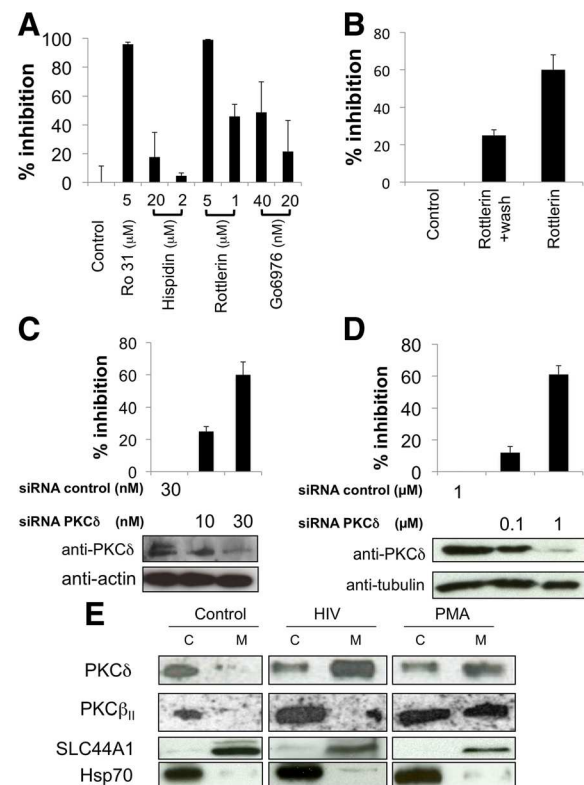 A
% inhibition
100
80
60
40
20
0
5 20 2 5 1 40 20
Control
Ro 31 (µM)
Hispidin (µM)
Rottlerin (µM)
Go6976 (nM)
B
% inhibition
80
60
40
20
0
Control
Rottlerin
+wash
Rottlerin
C
% inhibition
80
60
40
20
0
siRNA control (nM) 30
siRNA PKCδ (nM) 10 30
anti-PKCδ
anti-actin
D
% inhibition
80
60
40
20
0
siRNA control (µM) 1
siRNA PKCδ (µM) 0.1 1
anti-PKCδ
anti-tubulin
E
Control HIV PMA
C M C M C M
PKCδ
PKCβII
SLC44A1
Hsp70